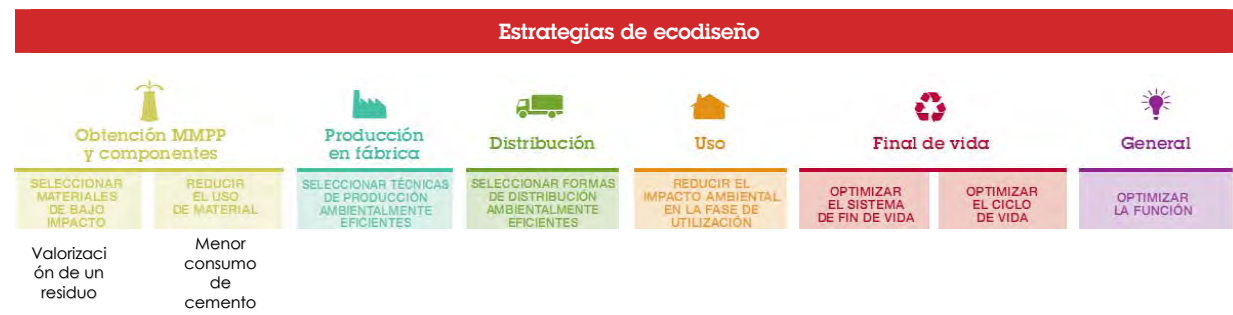 Estrategias de ecodiseño
Obtención MMPP
y componentes
Producción
en fábrica
Distribución
Uso
Final de vida
General
SELECCIONAR
MATERIALES
DE BAJO
IMPACTO
REDUCIR
EL USO
DE MATERIAL
SELECCIONAR TÉCNICAS
DE PRODUCCIÓN
AMBIENTALMENTE
EFICIENTES
SELECCIONAR FORMAS
DE DISTRIBUCIÓN
AMBIENTALMENTE
EFICIENTES
REDUCIR EL
IMPACTO AMBIENTAL
EN LA FASE DE
UTILIZACIÓN
OPTIMIZAR
EL SISTEMA
DE FIN DE VIDA
OPTIMIZAR
EL CICLO
DE VIDA
OPTIMIZAR
LA FUNCIÓN
Valorizaci
ón de un
residuo
Menor
consumo
de
cemento